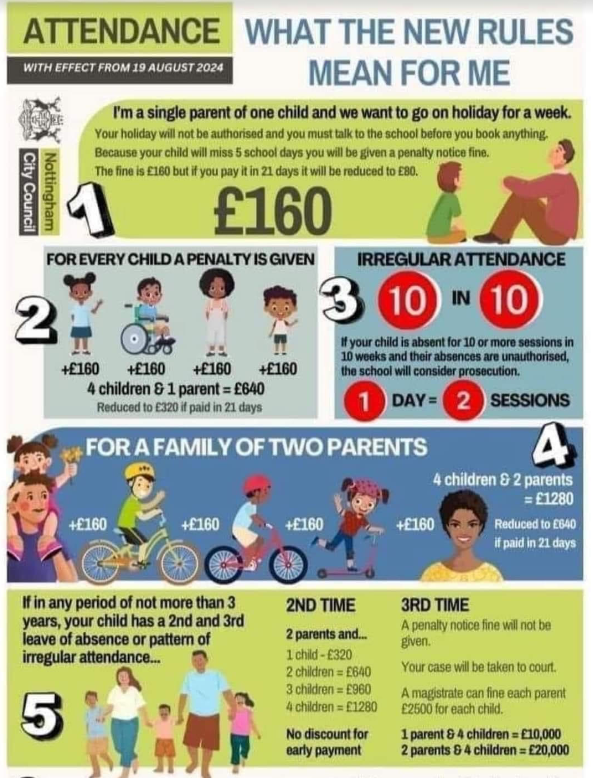 ATTENDANCE
WITH EFFECT FROM 19 AUGUST 2024
WHAT THE NEW RULES
MEAN FOR ME
Nottingham
City Council
1
I'm a single parent of one child and we want to go on holiday for a week.
Your holiday will not be authorised and you must talk to the school before you book anything.
Because your child will miss 5 school days you will be given a penalty notice fine.
The fine is £160 but if you pay it in 21 days it will be reduced to £80.
£160
2
FOR EVERY CHILD A PENALTY IS GIVEN
+£160 +£160 +£160 +£160
4 children & 1 parent = £640
Reduced to £320 if paid in 21 days
3
IRREGULAR ATTENDANCE
10 IN 10
If your child is absent for 10 or more sessions in
10 weeks and their absences are unauthorised,
the school will consider prosecution.
1 DAY = 2 SESSIONS
4
FOR A FAMILY OF TWO PARENTS
4 children & 2 parents
= £1280
+£160 +£160 +£160 +£160
Reduced to £640
if paid in 21 days
5
If in any period of not more than 3
years, your child has a 2nd and 3rd
leave of absence or pattern of
irregular attendance...
2ND TIME
2 parents and...
1 child - £320
2 children = £640
3 children = £960
4 children = £1280
No discount for
early payment
3RD TIME
A penalty notice fine will not be
given.
Your case will be taken to court.
A magistrate can fine each parent
£2500 for each child.
1 parent & 4 children = £10,000
2 parents & 4 children = £20,000